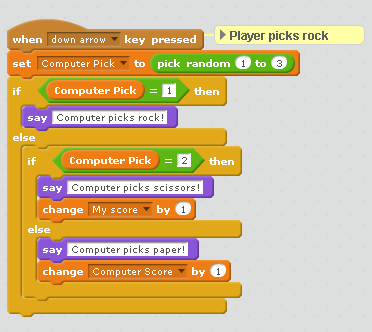 when down arrow key pressed
Player picks rock
set Computer Pick to pick random 1 to 3
if Computer Pick = 1 then
say Computer picks rock!
else
if Computer Pick = 2 then
say Computer picks scissors!
change My score by 1
else
say Computer picks paper!
change Computer Score by 1